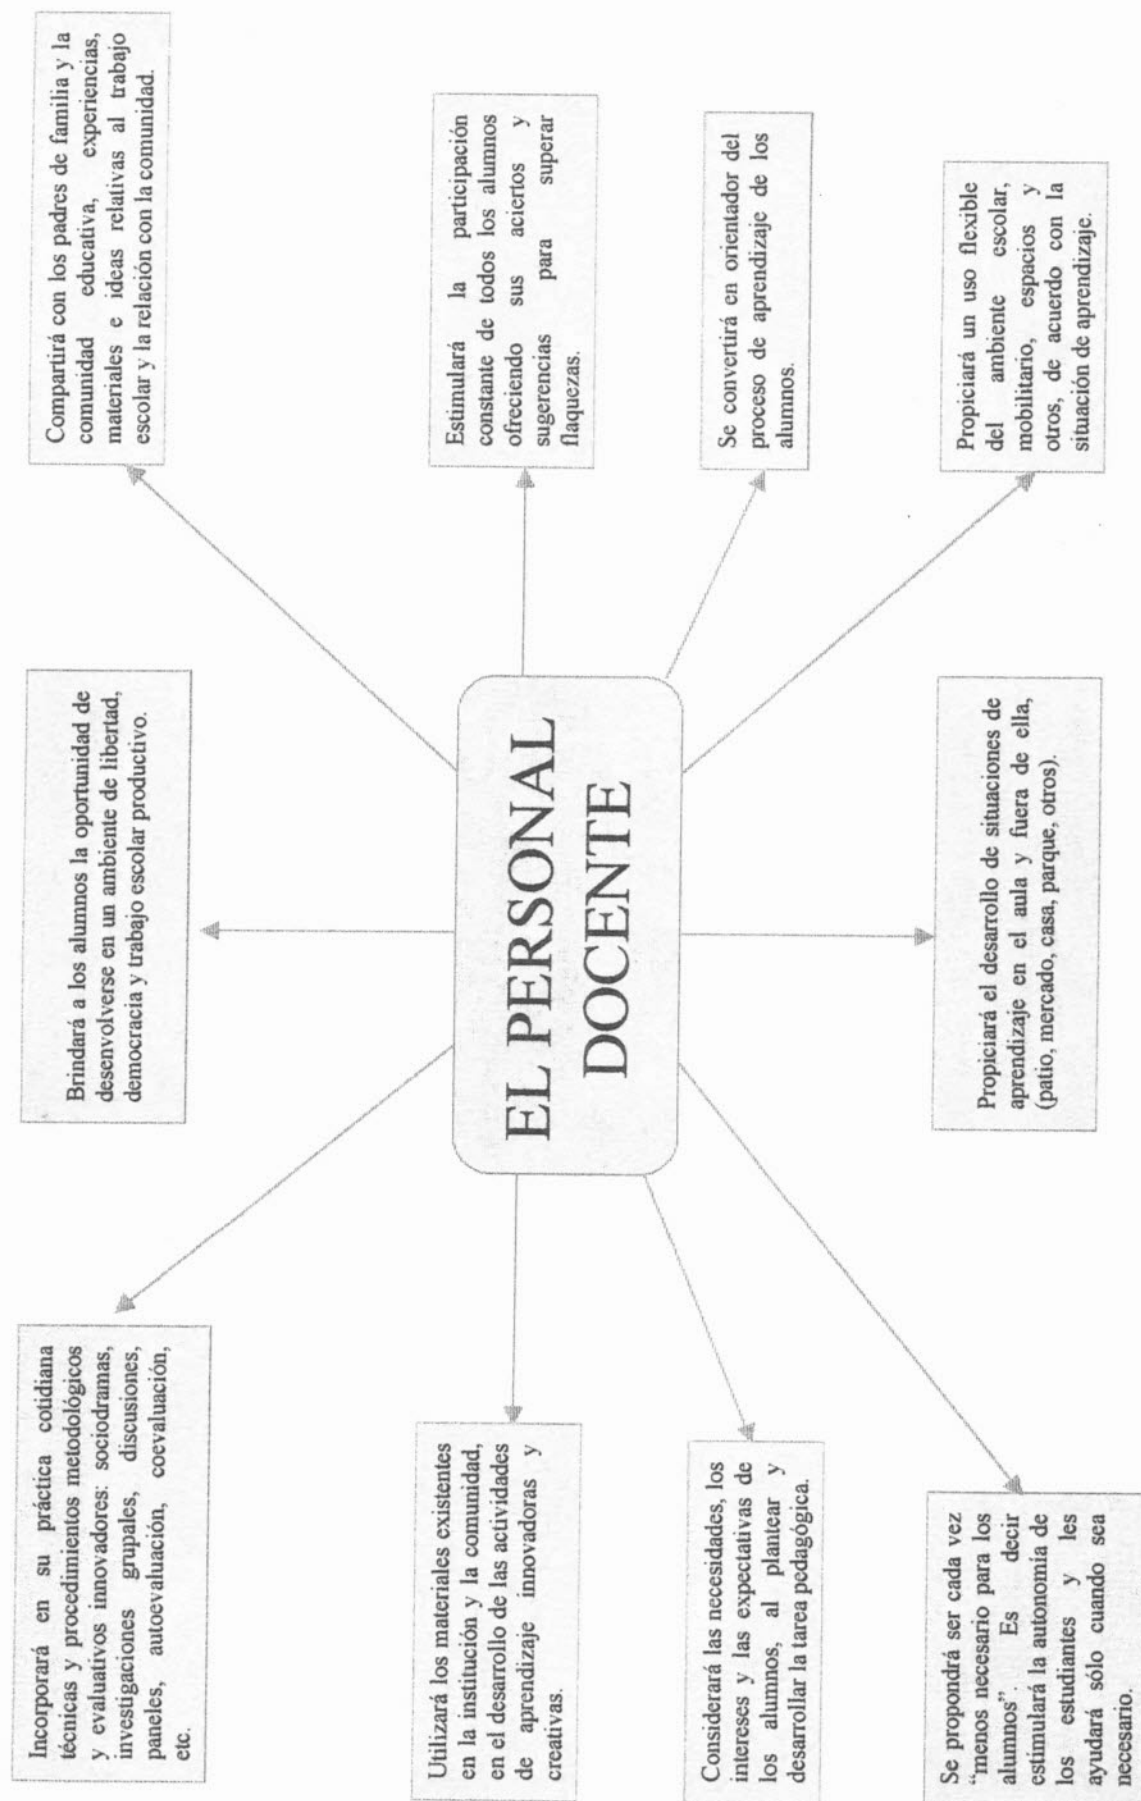 Incorporará en su práctica cotidiana
técnicas y procedimientos metodológicos
y evaluativos innovadores: sociodramas,
investigaciones grupales, discusiones,
paneles, autoevaluación, coevaluación,
etc.
Brindará a los alumnos la oportunidad de
desenvolverse en un ambiente de libertad,
democracia y trabajo escolar productivo.
Compartirá con los padres de familia y la
comunidad educativa, experiencias,
materiales e ideas relativas al trabajo
escolar y la relación con la comunidad.
Utilizará los materiales existentes
en la institución y la comunidad,
en el desarollo de las actividades
de aprendizaje innovadoras y
creativas.
EL PERSONAL
DOCENTE
Estimulará la participación
constante de todos los alumnos
ofreciendo sus aciertos y
sugerencias para superar
flaquezas.
Considerará las necesidades, los
intereses y las expectativas de
los alumnos, al plantear y
desarrollar la tarea pedagógica.
Se convertirá en orientador del
proceso de aprendizaje de los
alumnos.
Se propondrá ser cada vez
“menos necesario para los
alumnos”. Es decir
estimulará la autonomía de
los estudiantes y les
ayudará sólo cuando sea
necesario.
Propiciará el desarrollo de situaciones de
aprendizaje en el aula y fuera de ella,
(patio, mercado, casa, parque, otros).
Propiciará un uso flexible
del ambiente escolar,
mobilitario, espacios y
otros, de acuerdo con la
situación de aprendizaje.